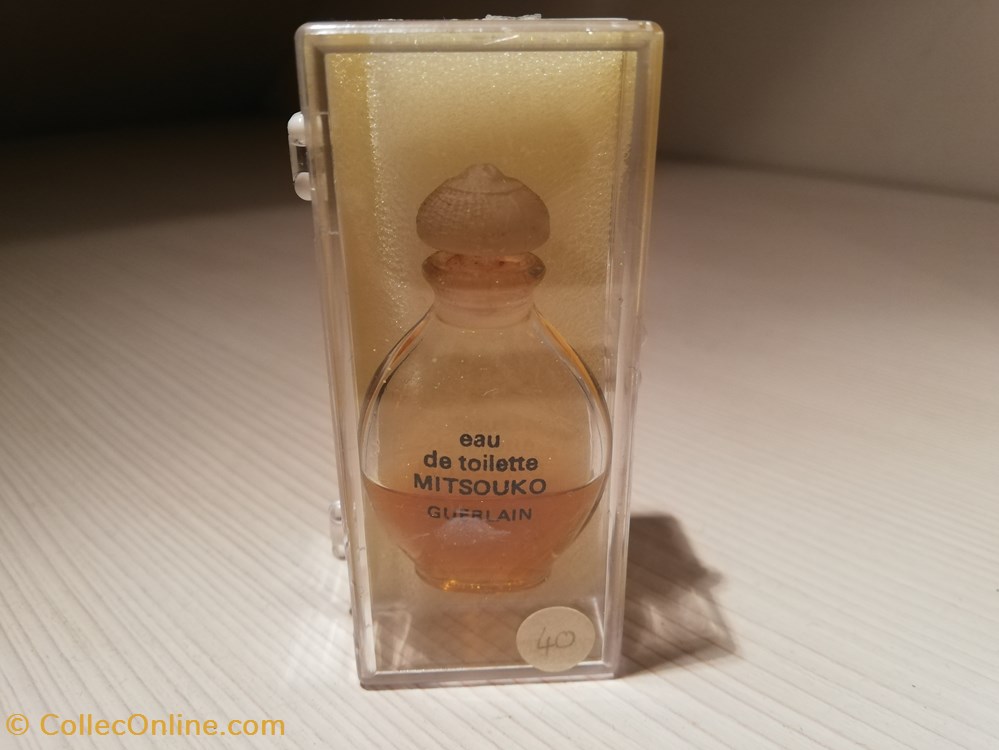 eau
de toilette
MITSOUKO
GUERLAIN
40
© CollecOnline.com